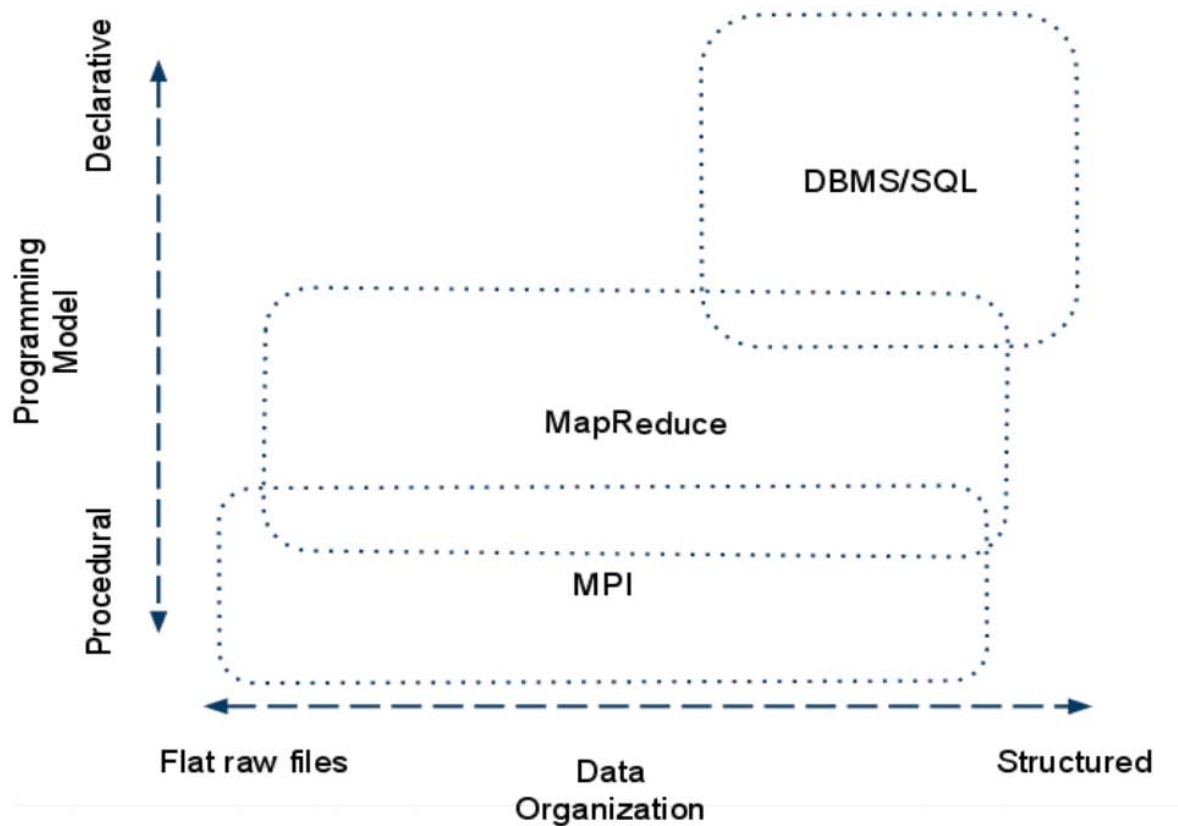 Declarative
Programming
Model
Procedural
DBMS/SQL
MapReduce
MPI
Flat raw files
Data
Organization
Structured